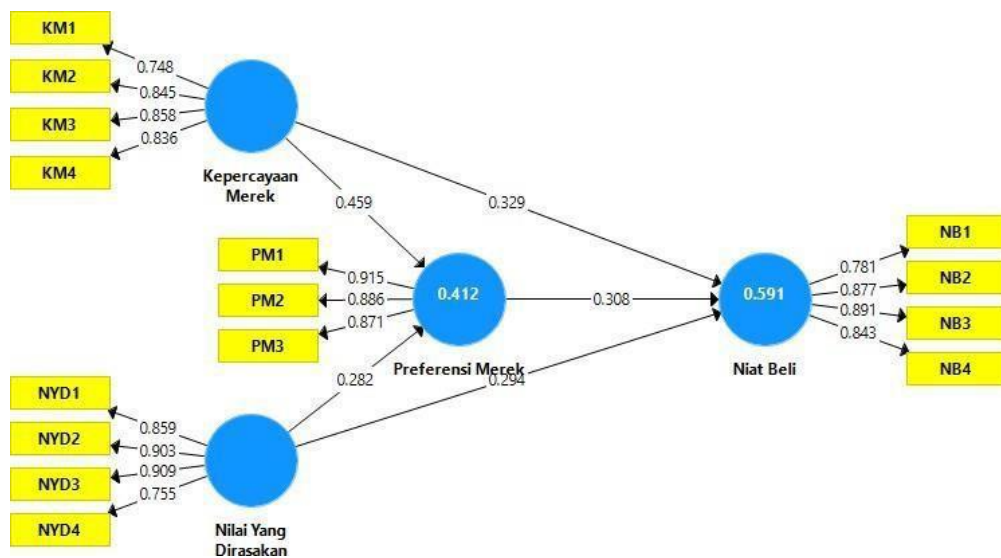 KM1
0.748
KM2
0.845
KM3
0.858
0.836
KM4
Kepercayaan
Merek
0.459
0.329
PM1
0.915
PM2
0.886
PM3
0.871
0.412
Preferensi Merek
0.308
0.591
Niat Beli
NB1
0.781
NB2
0.877
NB3
0.891
0.843
NB4
0.282
0.294
NYD1
0.859
NYD2
0.903
NYD3
0.909
0.755
NYD4
Nilai Yang
Dirasakan